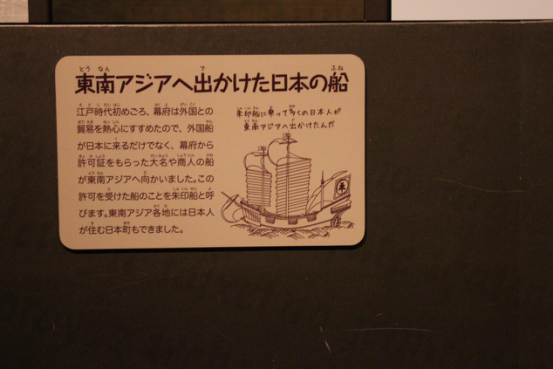 東南アジアへ出かけた日本の船
江戸時代初めごろ、幕府は外国との
貿易を熱心にすすめたので、外国船
が日本に来るだけでなく、幕府から
許可証をもらった大名や商人の船
が東南アジアへ向かいました。この
許可を受けた船のことを朱印船と呼
びます。東南アジア各地には日本人
が住む日本町もできました。
朱印船に乗って多くの日本人が
東南アジアへ出かけたんだ